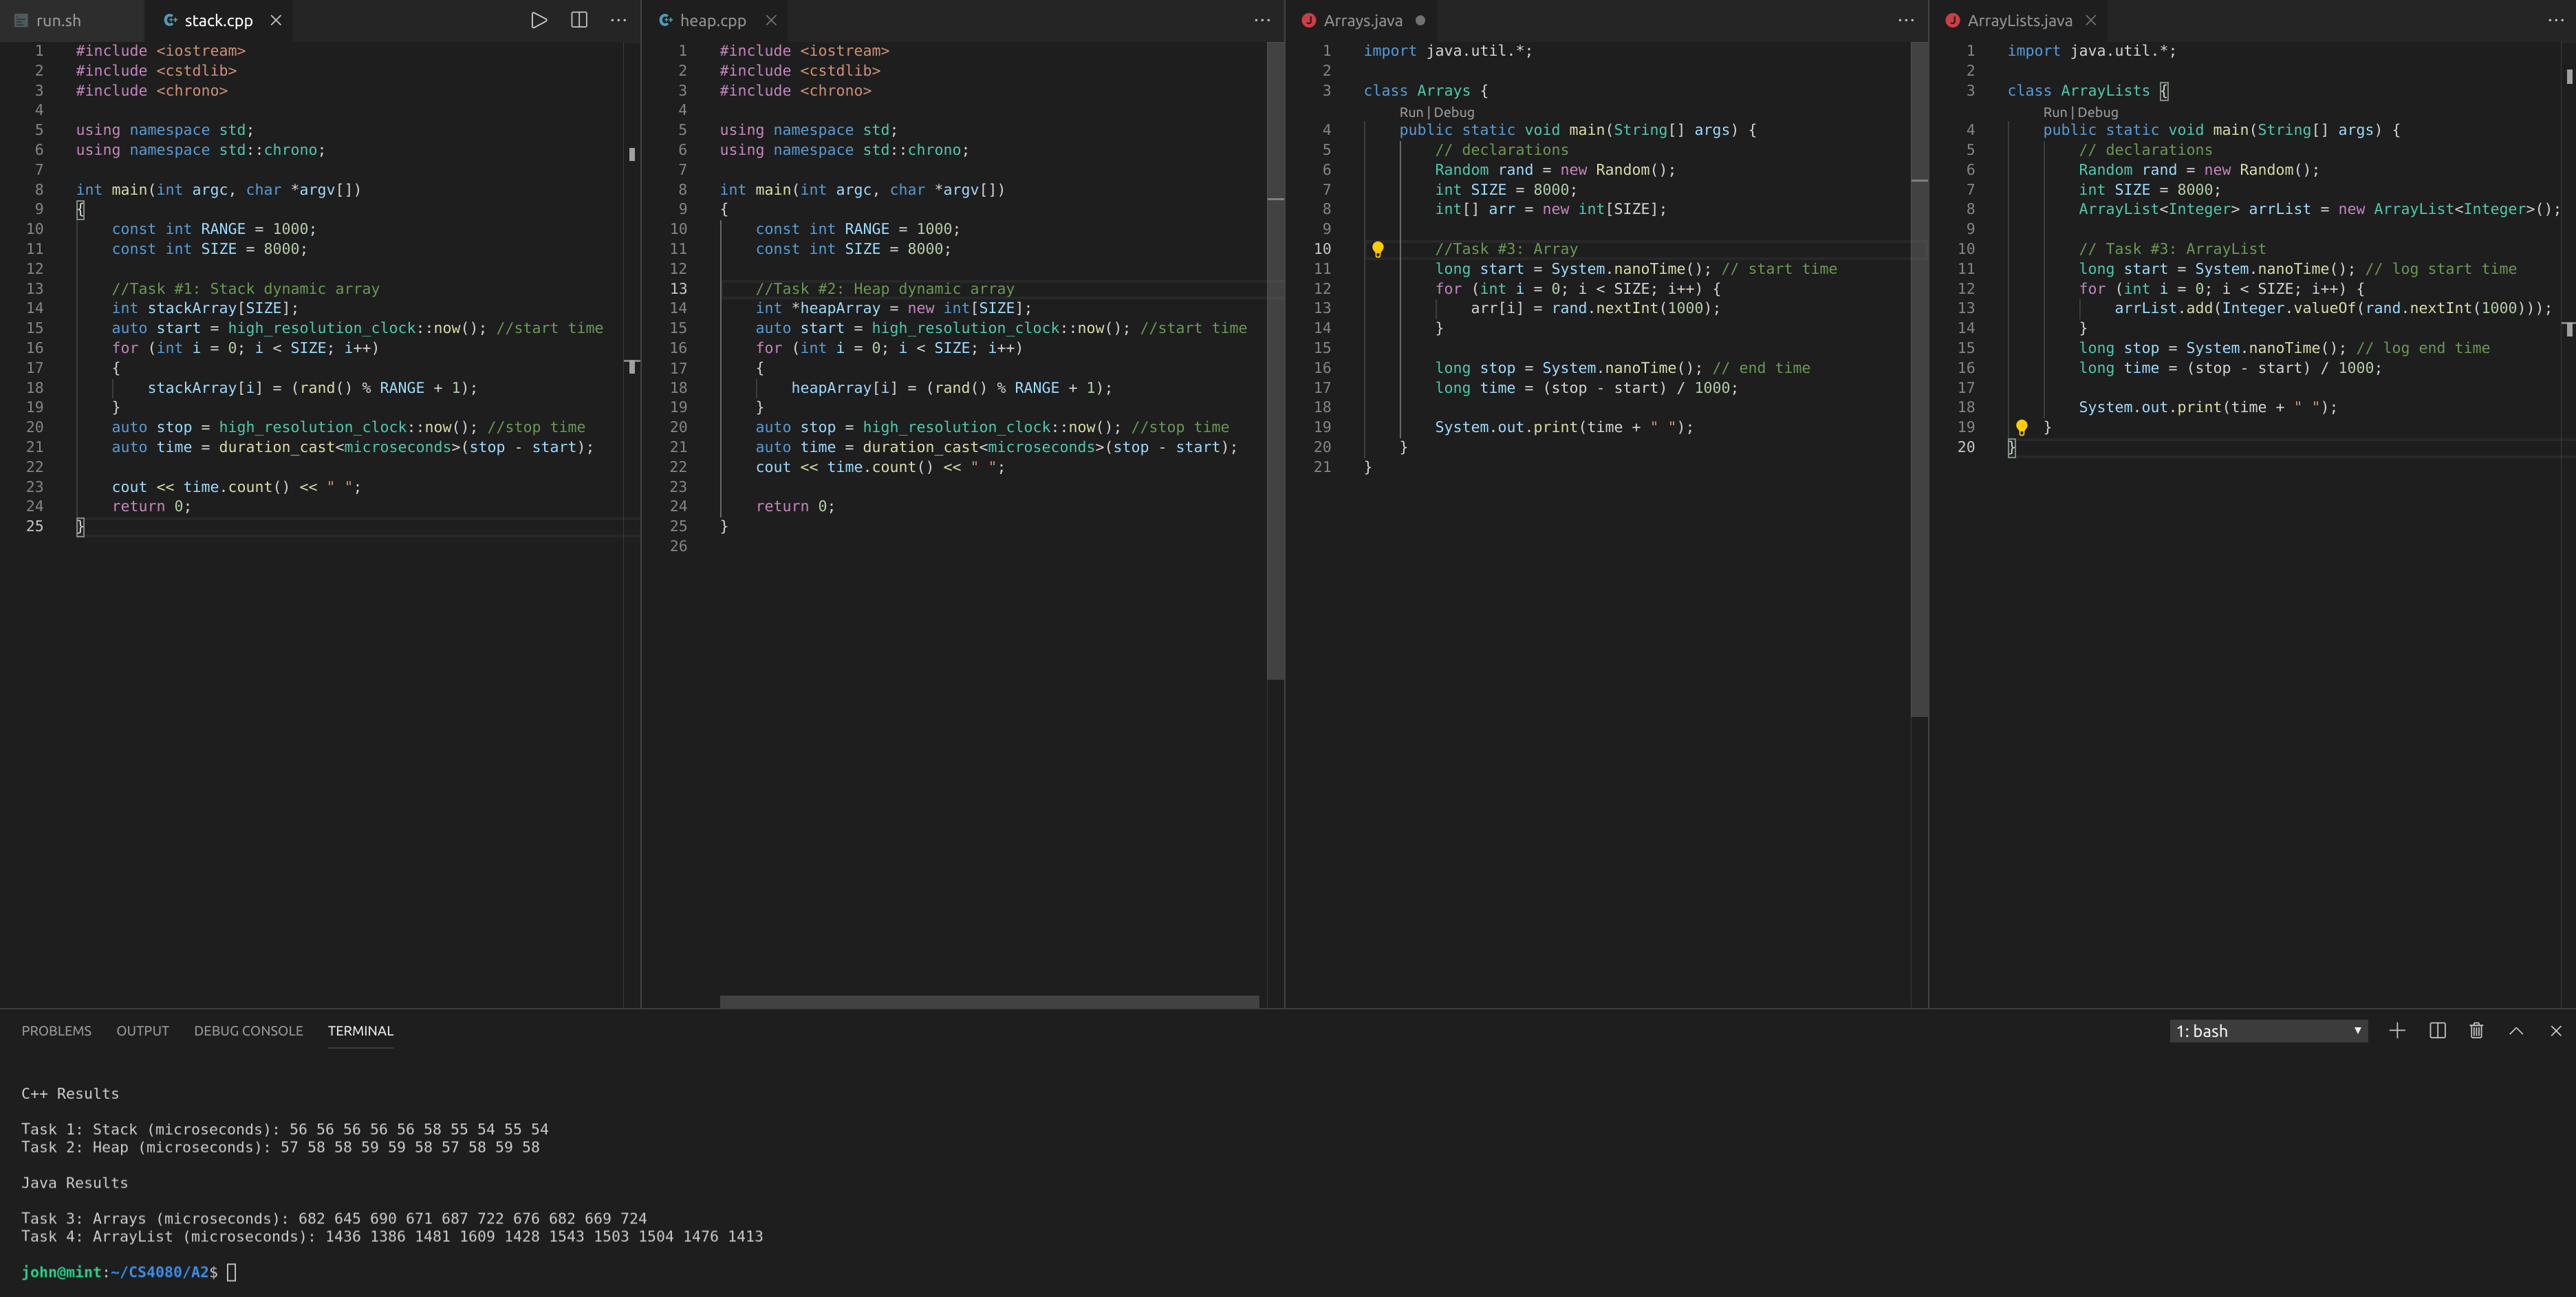 run.sh
stack.cpp
1 #include <iostream>
2 #include <cstdlib>
3 #include <chrono>
4
5 using namespace std;
6 using namespace std::chrono;
7
8 int main(int argc, char *argv[])
9 {
10 const int RANGE = 1000;
11 const int SIZE = 8000;
12
13 //Task #1: Stack dynamic array
14 int stackArray[SIZE];
15 auto start = high_resolution_clock::now(); //start time
16 for (int i = 0; i < SIZE; i++)
17 {
18 stackArray[i] = (rand() % RANGE + 1);
19 }
20 auto stop = high_resolution_clock::now(); //stop time
21 auto time = duration_cast<microseconds>(stop - start);
22
23 cout << time.count() << " ";
24 return 0;
25 }
heap.cpp
1 #include <iostream>
2 #include <cstdlib>
3 #include <chrono>
4
5 using namespace std;
6 using namespace std::chrono;
7
8 int main(int argc, char *argv[])
9 {
10 const int RANGE = 1000;
11 const int SIZE = 8000;
12
13 //Task #2: Heap dynamic array
14 int *heapArray = new int[SIZE];
15 auto start = high_resolution_clock::now(); //start time
16 for (int i = 0; i < SIZE; i++)
17 {
18 heapArray[i] = (rand() % RANGE + 1);
19 }
20 auto stop = high_resolution_clock::now(); //stop time
21 auto time = duration_cast<microseconds>(stop - start);
22 cout << time.count() << " ";
23
24 return 0;
25 }
26
Arrays.java
1 import java.util.*;
2
3 class Arrays {
Run | Debug
4 public static void main(String[] args) {
5 // declarations
6 Random rand = new Random();
7 int SIZE = 8000;
8 int[] arr = new int[SIZE];
9
10 //Task #3: Array
11 long start = System.nanoTime(); // start time
12 for (int i = 0; i < SIZE; i++) {
13 arr[i] = rand.nextInt(1000);
14 }
15
16 long stop = System.nanoTime(); // end time
17 long time = (stop - start) / 1000;
18
19 System.out.print(time + " ");
20 }
21 }
ArrayLists.java
1 import java.util.*;
2
3 class ArrayLists {
Run | Debug
4 public static void main(String[] args) {
5 // declarations
6 Random rand = new Random();
7 int SIZE = 8000;
8 ArrayList<Integer> arrList = new ArrayList<Integer>();
9
10 // Task #3: ArrayList
11 long start = System.nanoTime(); // log start time
12 for (int i = 0; i < SIZE; i++) {
13 arrList.add(Integer.valueOf(rand.nextInt(1000)));
14 }
15 long stop = System.nanoTime(); // log end time
16 long time = (stop - start) / 1000;
17
18 System.out.print(time + " ");
19 }
20 }
PROBLEMS OUTPUT DEBUG CONSOLE TERMINAL
1: bash
C++ Results
Task 1: Stack (microseconds): 56 56 56 56 56 58 55 54 55 54
Task 2: Heap (microseconds): 57 58 58 59 59 58 57 58 59 58
Java Results
Task 3: Arrays (microseconds): 682 645 690 671 687 722 676 682 669 724
Task 4: ArrayList (microseconds): 1436 1386 1481 1609 1428 1543 1503 1504 1476 1413
john@mint:~/CS4080/A2$